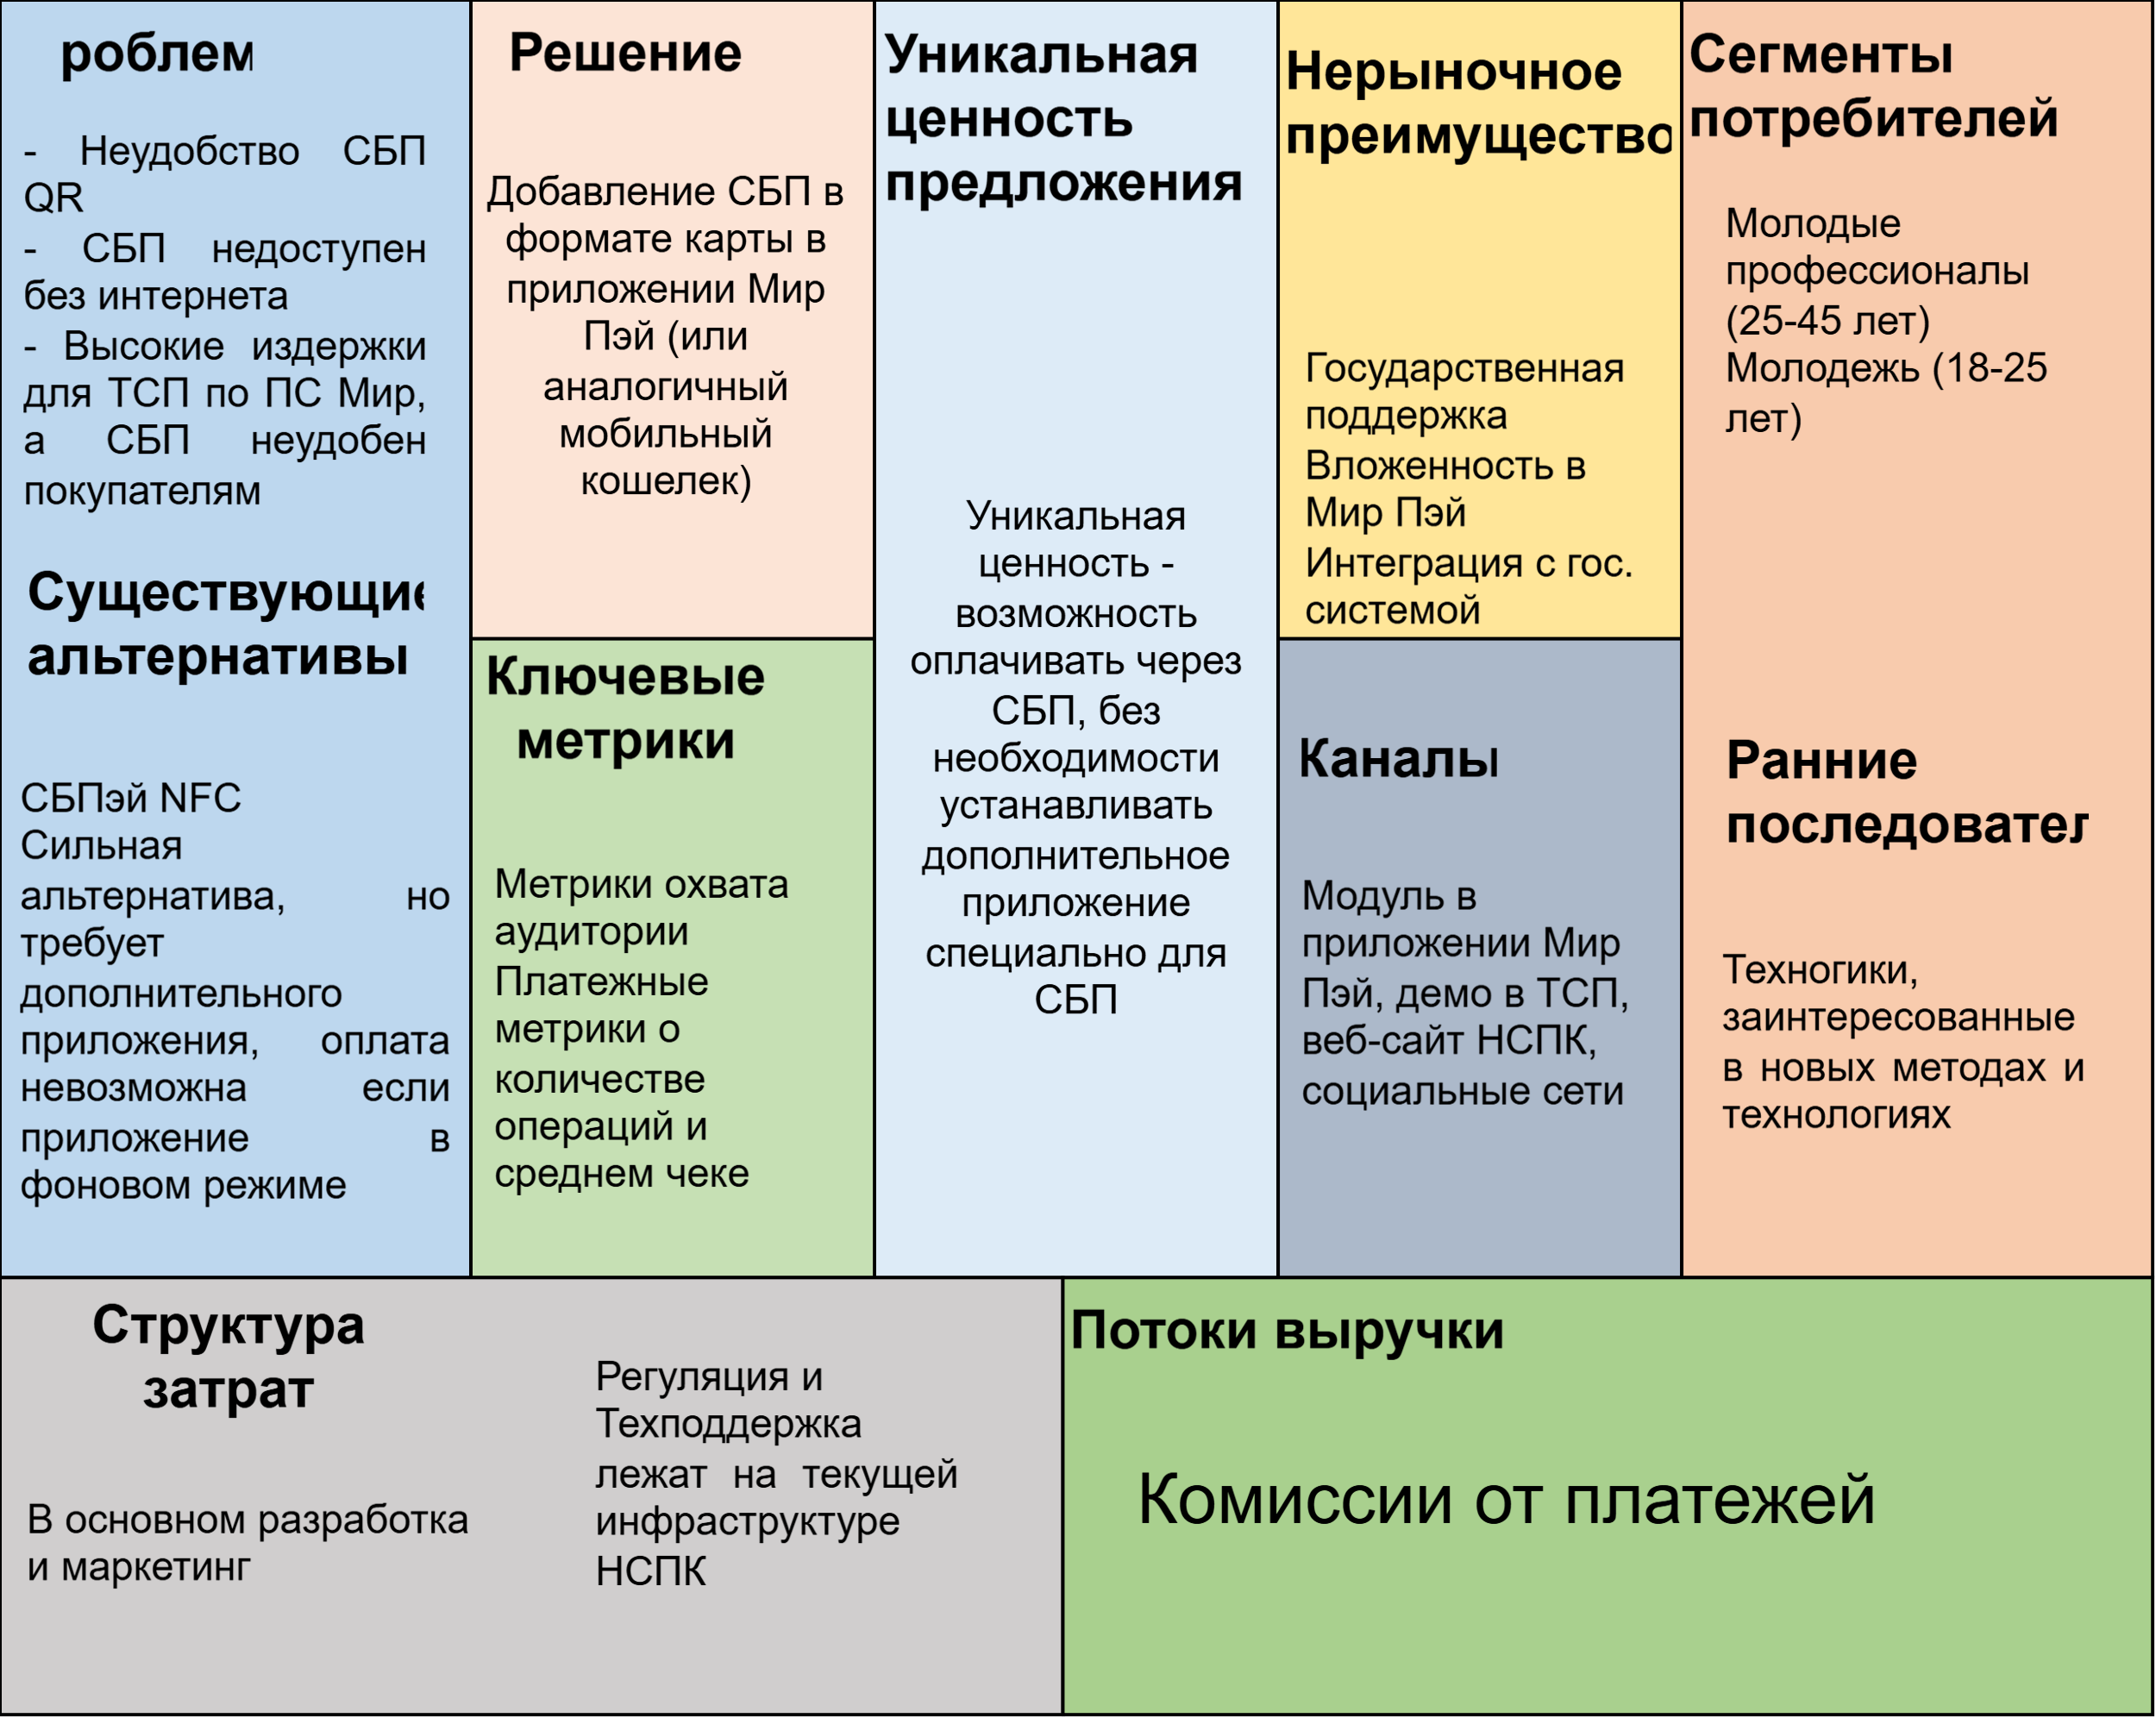 роблем
- Неудобство СБП
QR
- СБП недоступен
без интернета
- Высокие издержки
для ТСП по ПС Мир,
а СБП неудобен
покупателям
Существующие
альтернативы
СБПэй NFC
Сильная
альтернатива, но
требует
дополнительного
приложения, оплата
невозможна если
приложение в
фоновом режиме
Решение
Добавление СБП в
формате карты в
приложении Мир
Пэй (или
аналогичный
мобильный
кошелек)
Ключевые
метрики
Метрики охвата
аудитории
Платежные
метрики о
количестве
операций и
среднем чеке
Уникальная
ценность
предложения
Уникальная
ценность -
возможность
оплачивать через
СБП, без
необходимости
устанавливать
дополнительное
приложение
специально для
СБП
Нерыночное
преимущество
Государственная
поддержка
Вложенность в
Мир Пэй
Интеграция с гос.
системой
Каналы
Модуль в
приложении Мир
Пэй, демо в ТСП,
веб-сайт НСПК,
социальные сети
Сегменты
потребителей
Молодые
профессионалы
(25-45 лет)
Молодежь (18-25
лет)
Ранние
последовател
Техногики,
заинтересованные
в новых методах и
технологиях
Структура
затрат
В основном разработка
и маркетинг
Регуляция и
Техподдержка
лежат на текущей
инфраструктуре
НСПК
Потоки выручки
Комиссии от платежей